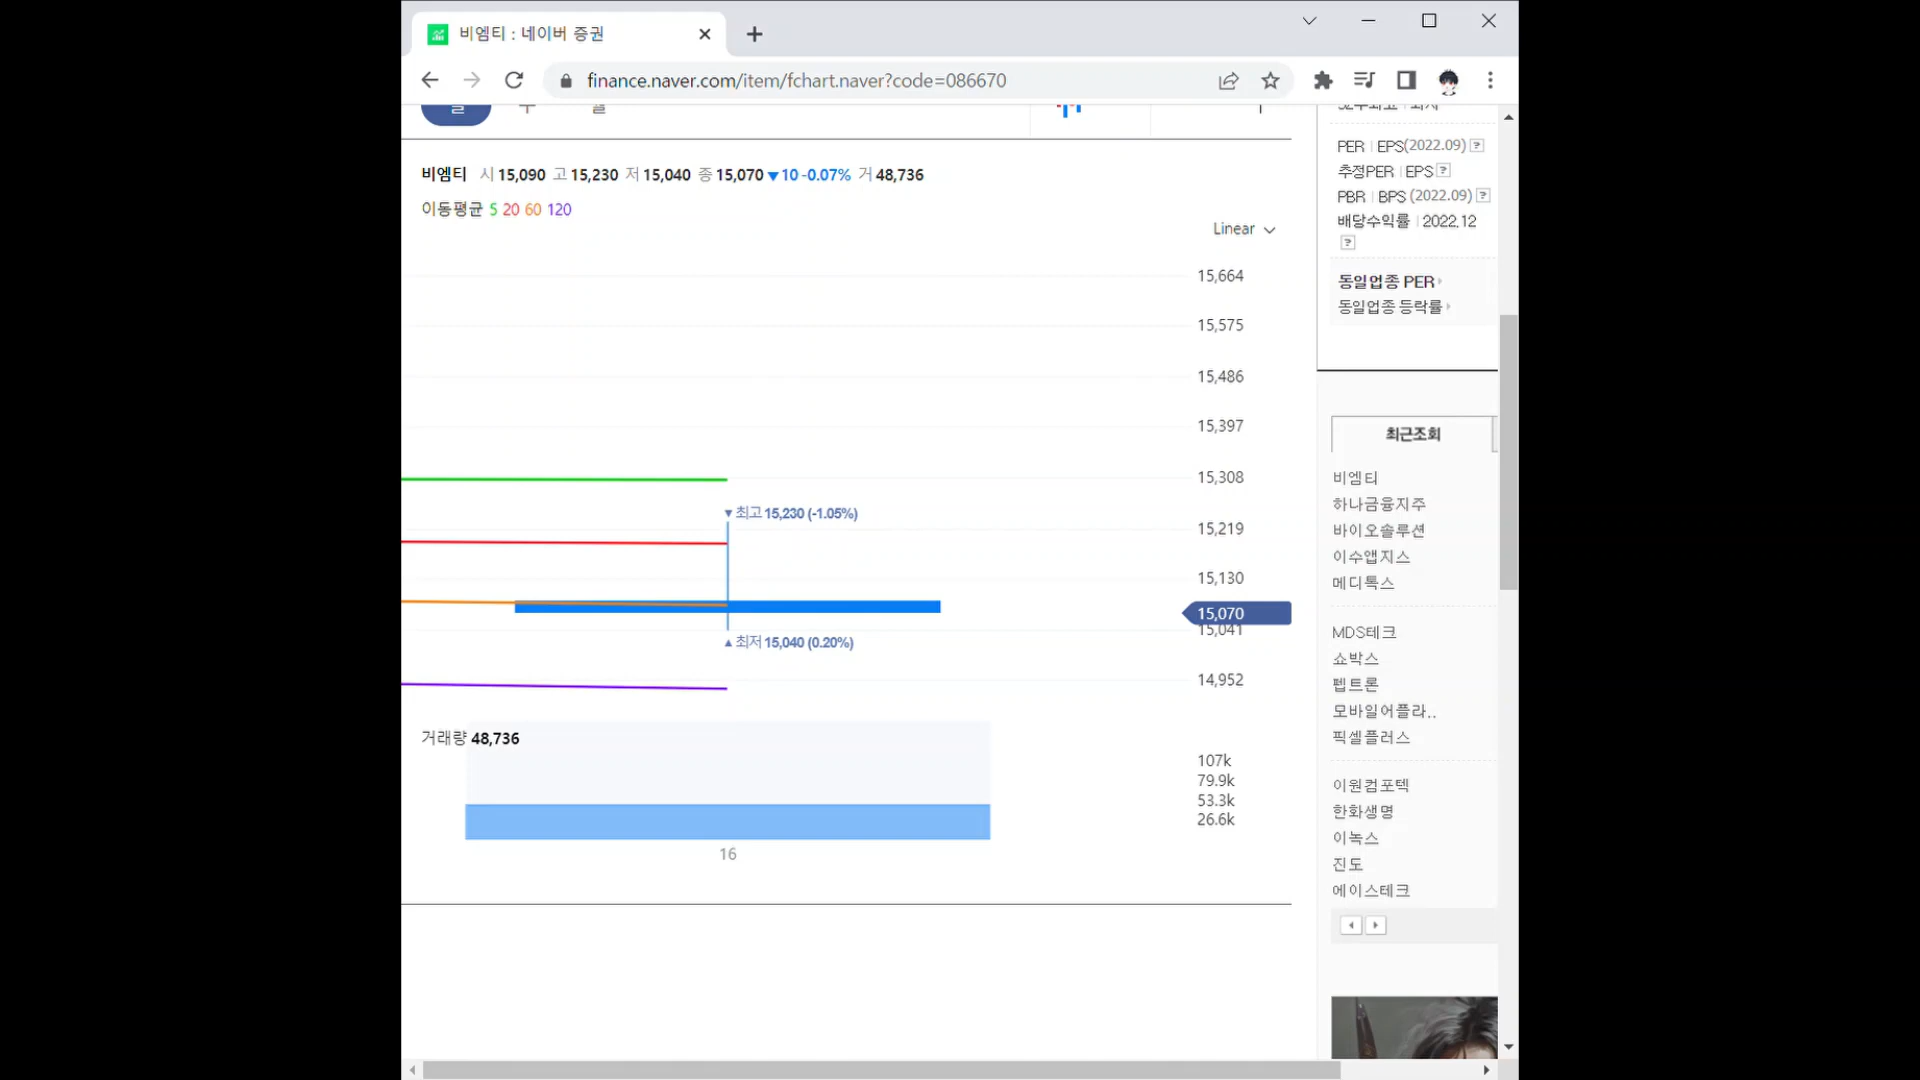 비엠티 : 네이버 증권
finance.naver.com/item/fchart.naver?code=086670
비엠티 시 15,090 고 15,230 저 15,040 종 15,070 ▼10 -0.07% 거 48,736
이동평균 5 20 60 120
Linear
15,664
15,575
15,486
15,397
15,308
▼최고 15,230 (-1.05%)
15,219
15,130
15,070
15,041
▲최저 15,040 (0.20%)
14,952
거래량 48,736
107k
79.9k
53.3k
26.6k
16
PER | EPS(2022.09) ?
추정PER | EPS ?
PBR | BPS (2022.09) ?
배당수익률 | 2022.12
?
동일업종 PER
동일업종 등락률
최근조회
비엠티
하나금융지주
바이오솔루션
이수앱지스
메디톡스
MDS테크
쇼박스
펩트론
모바일어플라..
픽셀플러스
이원컴포텍
한화생명
이녹스
진도
에이스테크